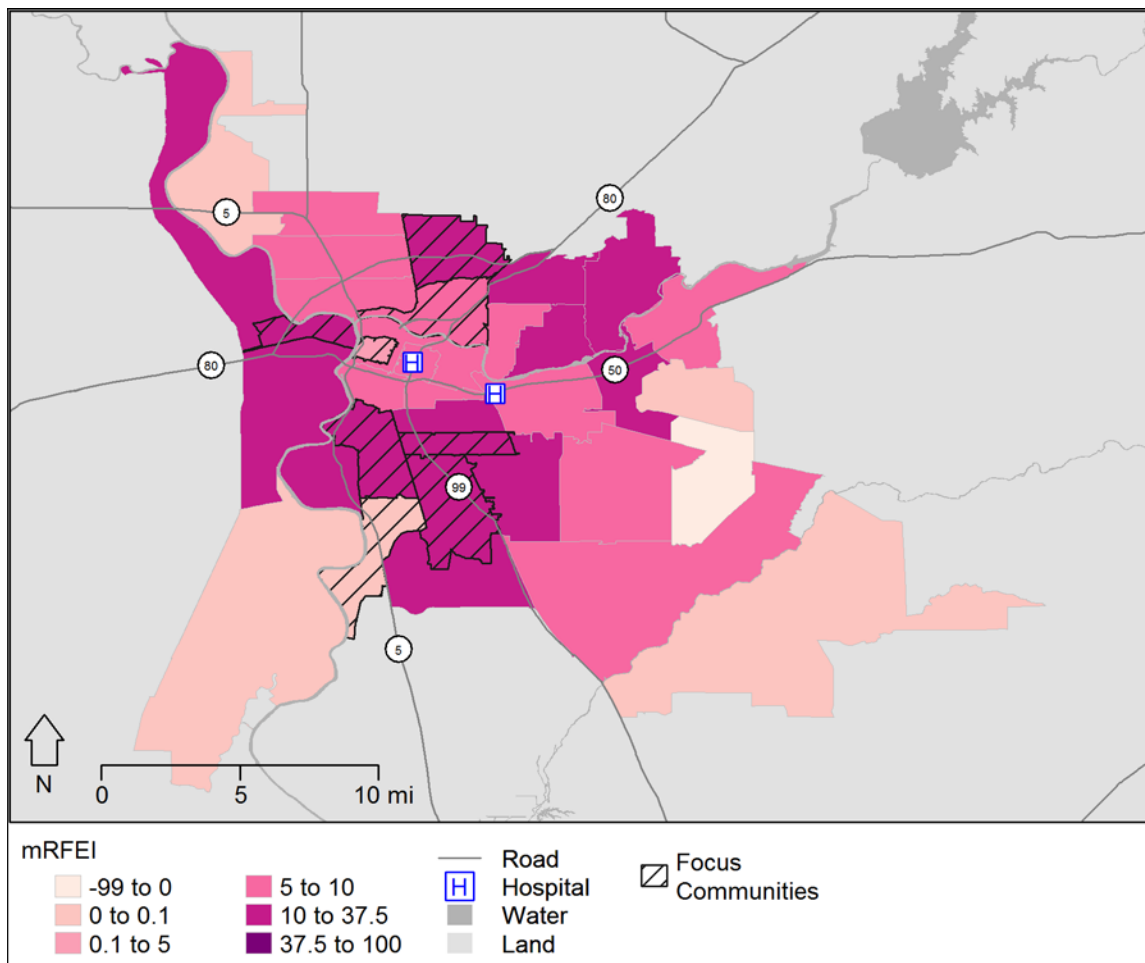 80
5
80
50
99
5
H
H
N
0 5 10 mi
mRFEI
-99 to 0
0 to 0.1
0.1 to 5
5 to 10
10 to 37.5
37.5 to 100
Road
H Hospital
Water
Land
Focus
Communities